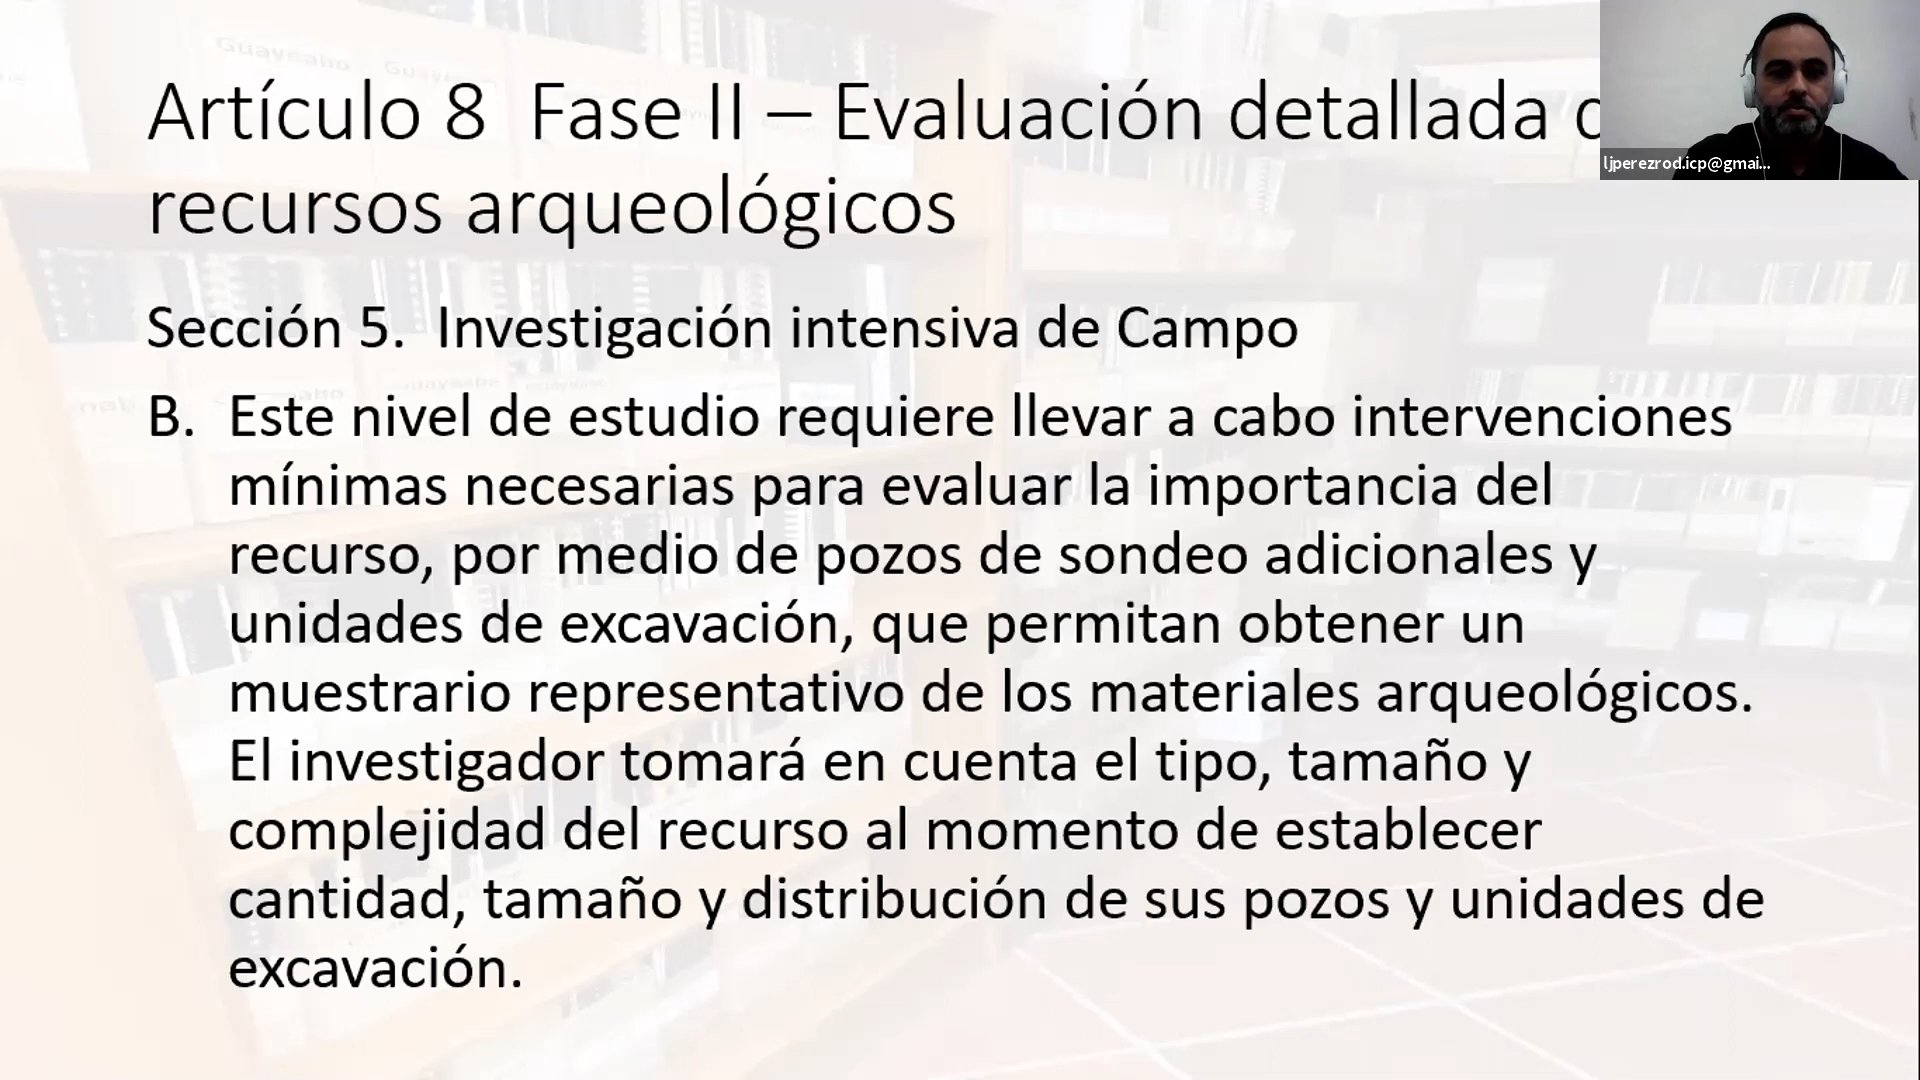 Artículo 8 Fase II – Evaluación detallada
recursos arqueológicos
ljperezrod.icp@gmai...
Sección 5. Investigación intensiva de Campo
B. Este nivel de estudio requiere llevar a cabo intervenciones
mínimas necesarias para evaluar la importancia del
recurso, por medio de pozos de sondeo adicionales y
unidades de excavación, que permitan obtener un
muestrario representativo de los materiales arqueológicos.
El investigador tomará en cuenta el tipo, tamaño y
complejidad del recurso al momento de establecer
cantidad, tamaño y distribución de sus pozos y unidades de
excavación.